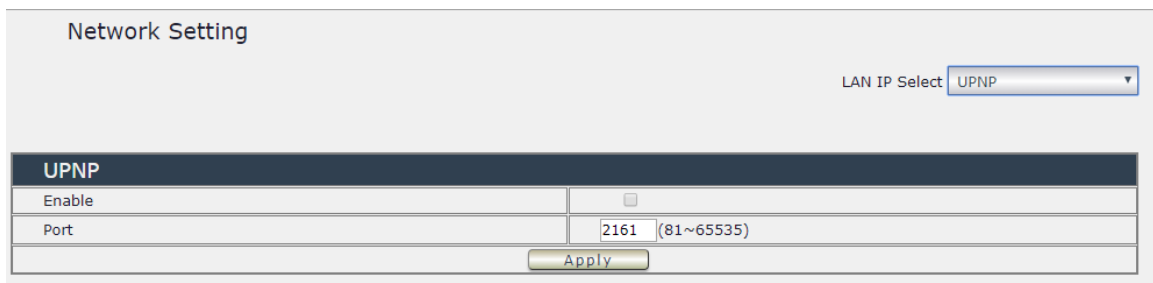 Network Setting
LAN IP Select UPNP
UPNP
Enable
Port 2161 (81~65535)
Apply